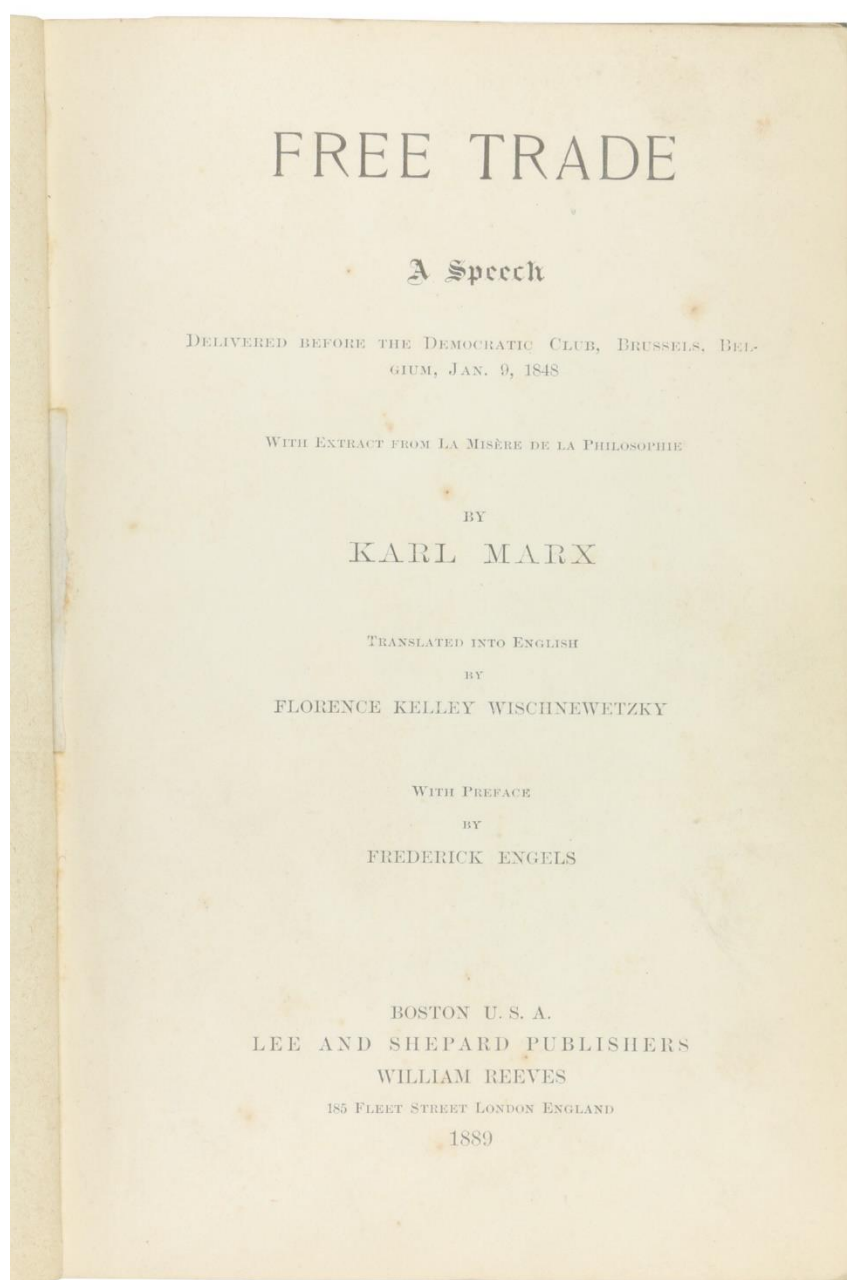 FREE TRADE
A Speech
DELIVERED BEFORE THE DEMOCRATIC CLUB, BRUSSELS, BEL-
GIUM, JAN. 9, 1848
WITH EXTRACT FROM LA MISÈRE DE LA PHILOSOPHIE
BY
KARL MARX
TRANSLATED INTO ENGLISH
BY
FLORENCE KELLEY WISCHNEWETZKY
WITH PREFACE
BY
FREDERICK ENGELS
BOSTON U. S. A.
LEE AND SHEPARD PUBLISHERS
WILLIAM REEVES
185 FLEET STREET LONDON ENGLAND
1889